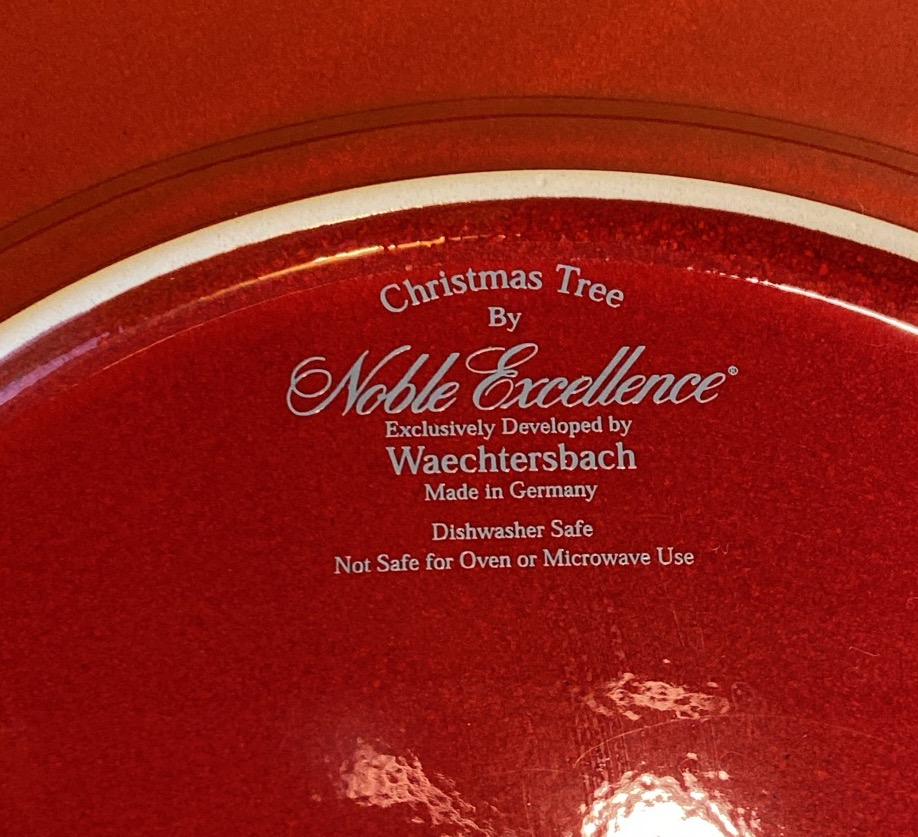 Christmas Tree
By
Noble Excellence®
Exclusively Developed by
Waechtersbach
Made in Germany
Dishwasher Safe
Not Safe for Oven or Microwave Use